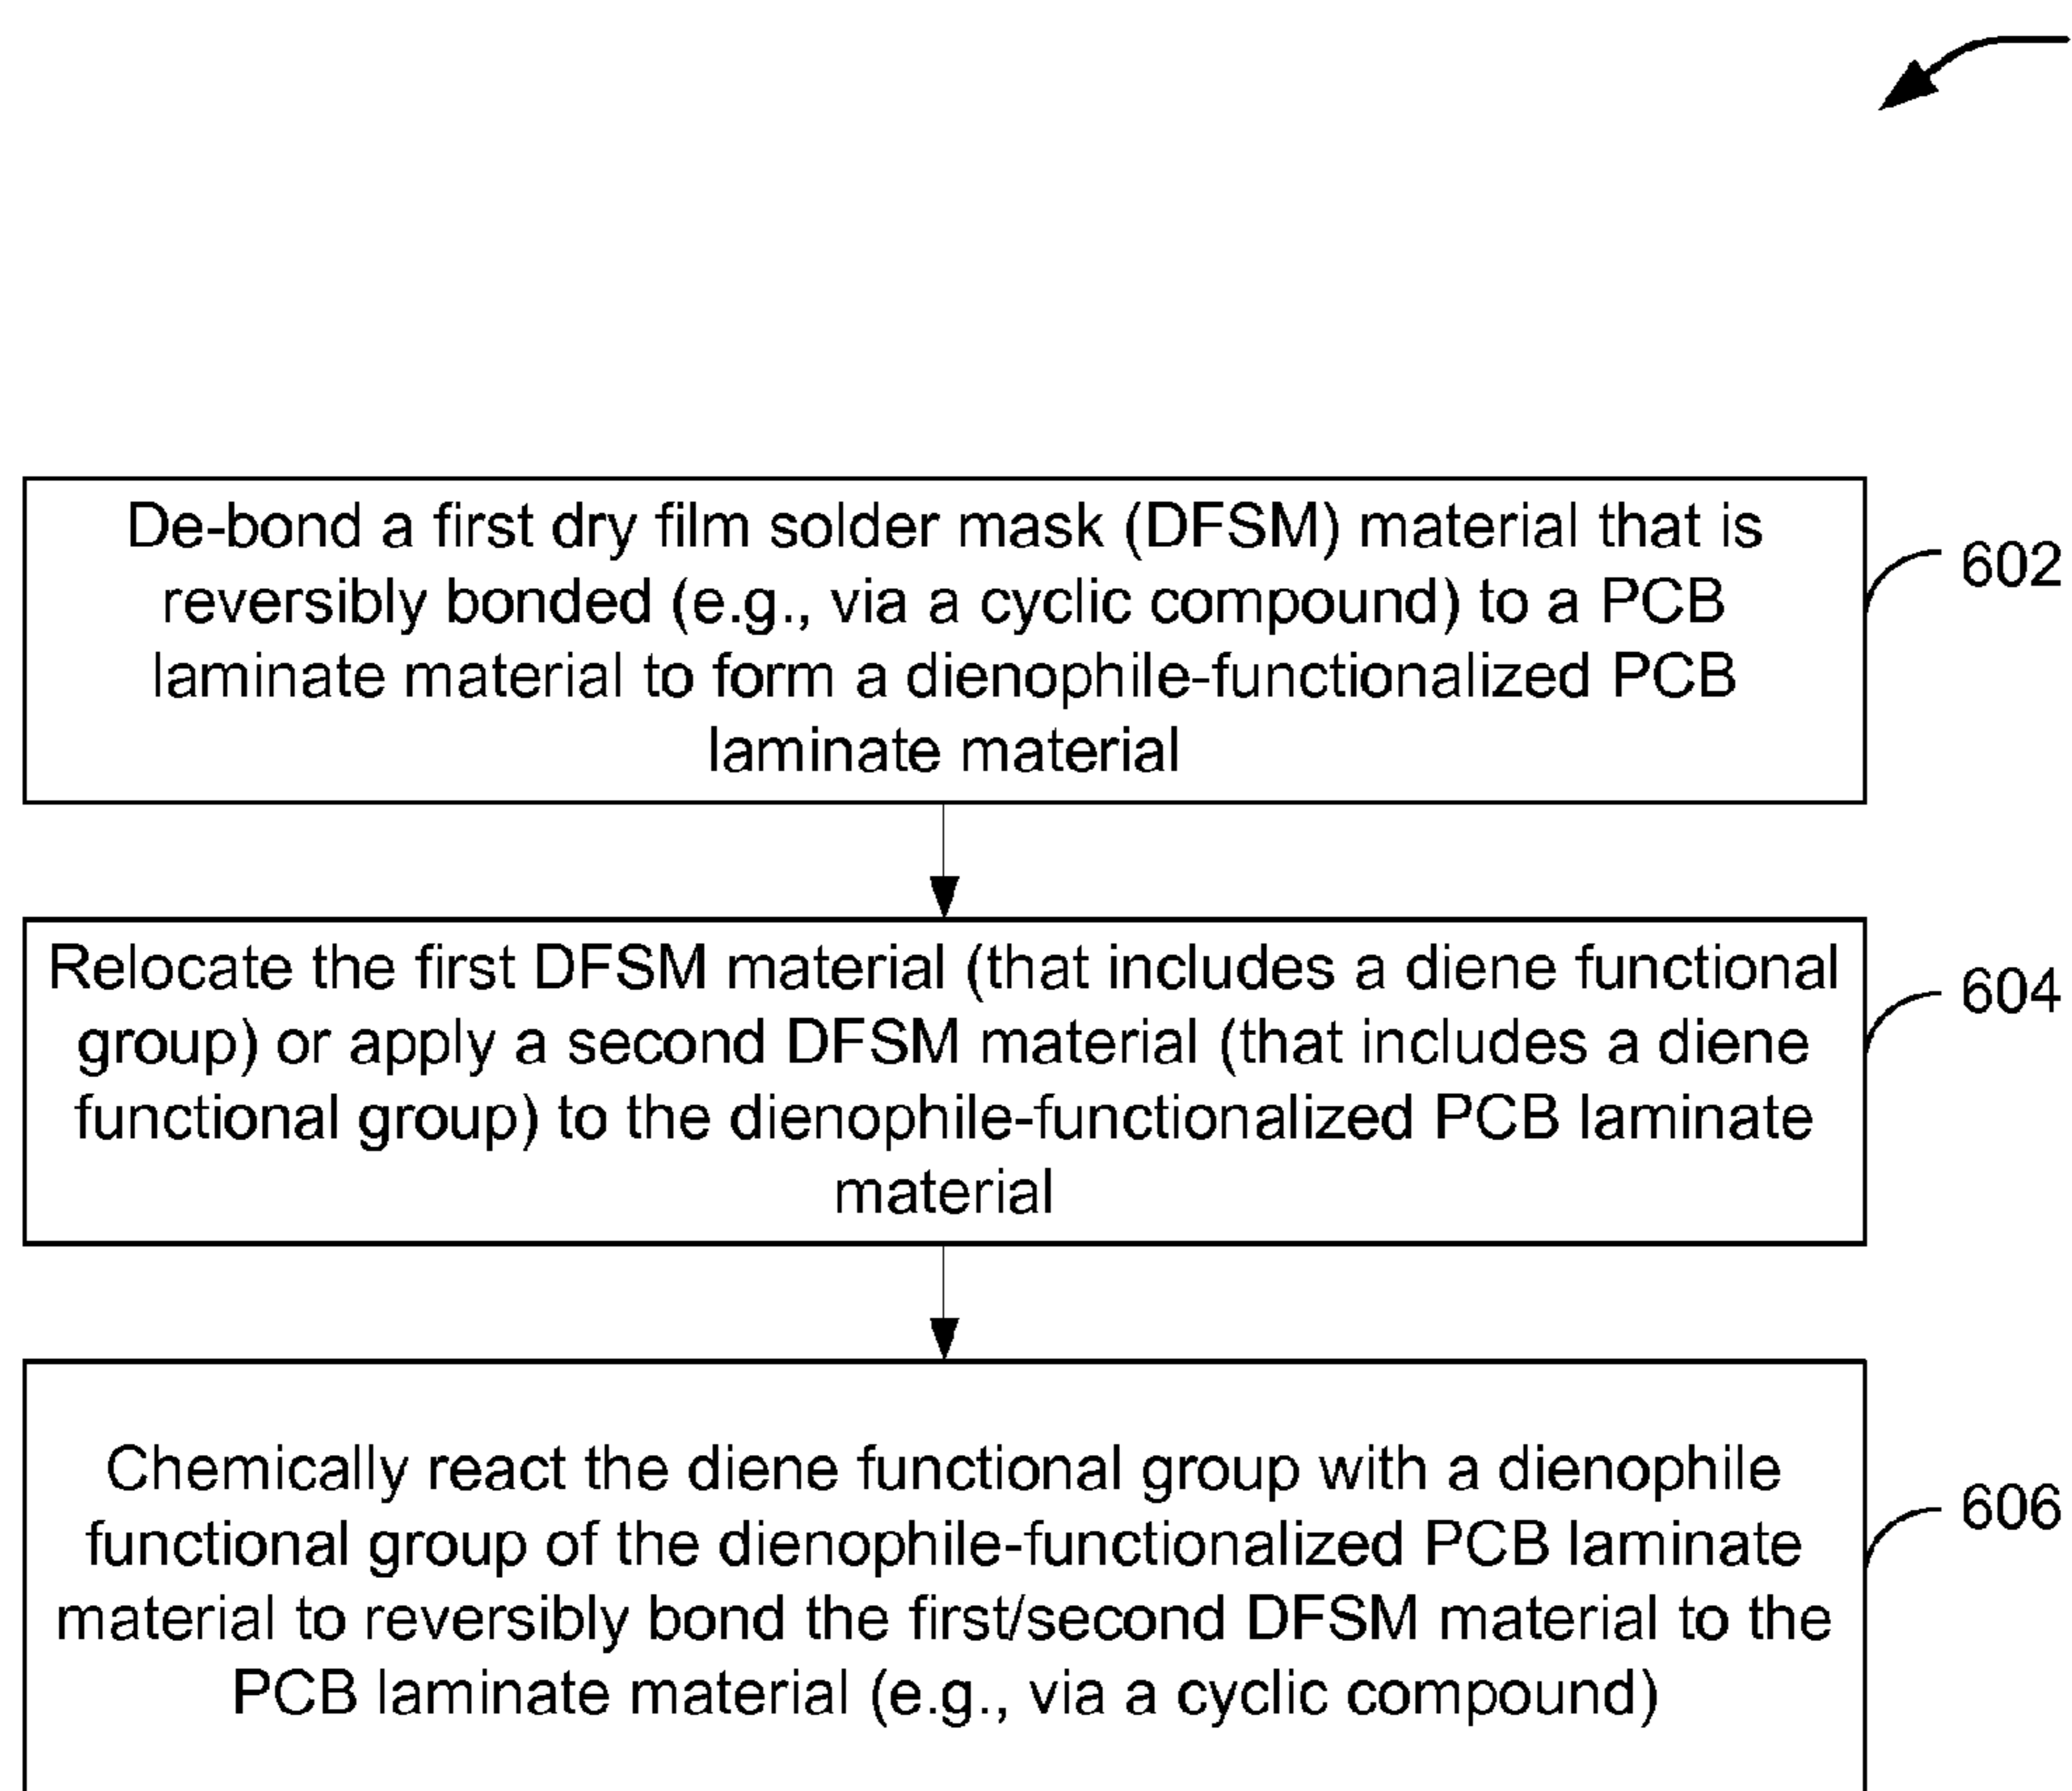 De-bond a first dry film solder mask (DFSM) material that is
reversibly bonded (e.g., via a cyclic compound) to a PCB
laminate material to form a dienophile-functionalized PCB
laminate material
602
Relocate the first DFSM material (that includes a diene functional
group) or apply a second DFSM material (that includes a diene
functional group) to the dienophile-functionalized PCB laminate
material
604
Chemically react the diene functional group with a dienophile
functional group of the dienophile-functionalized PCB laminate
material to reversibly bond the first/second DFSM material to the
PCB laminate material (e.g., via a cyclic compound)
606